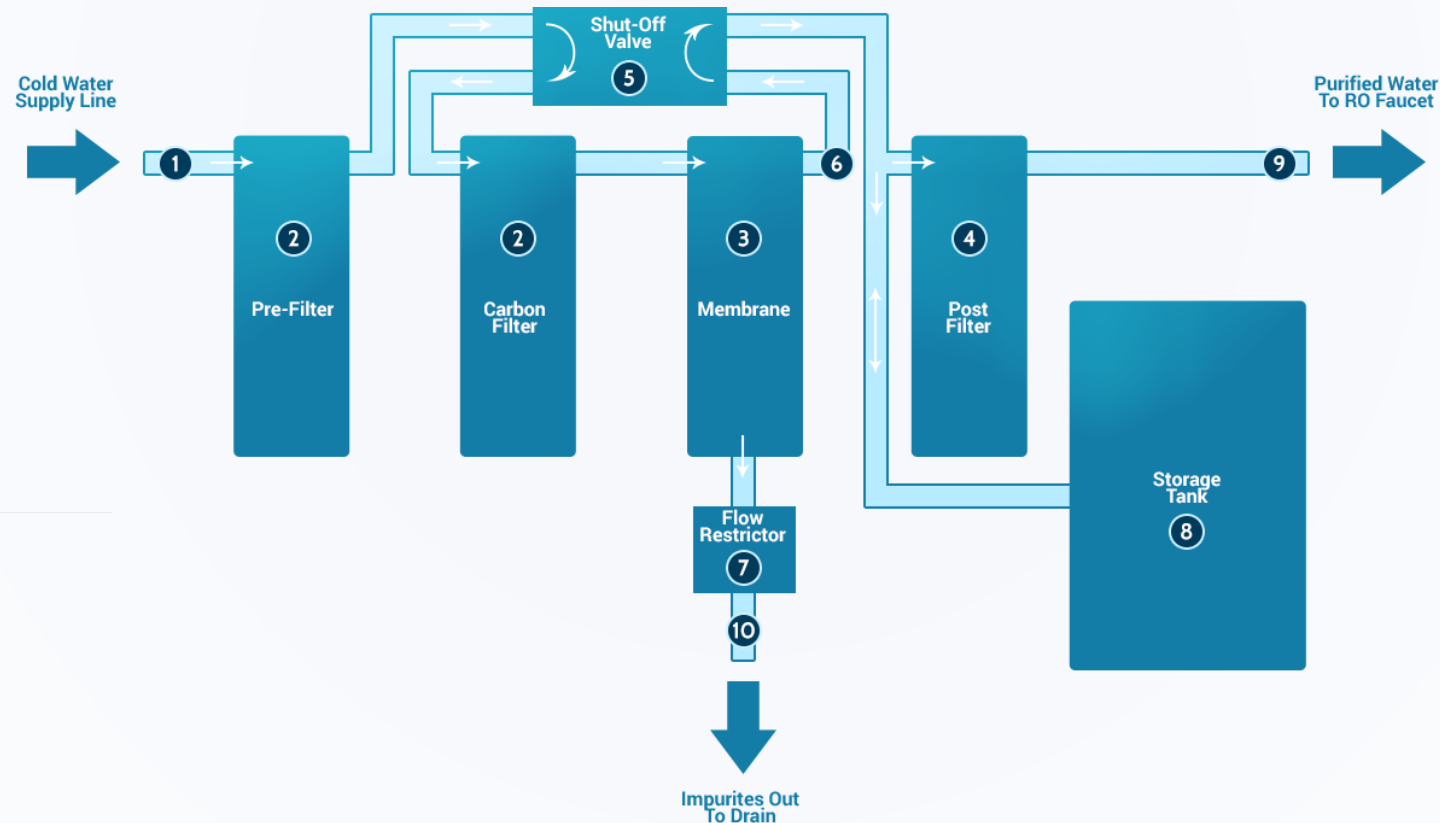 Shut-Off
Valve
5
Cold Water
Supply Line
Purified Water
To RO Faucet
1
6
9
2
2
3
4
Pre-Filter
Carbon
Filter
Membrane
Post
Filter
Storage
Tank
8
Flow
Restrictor
7
10
Impurites Out
To Drain